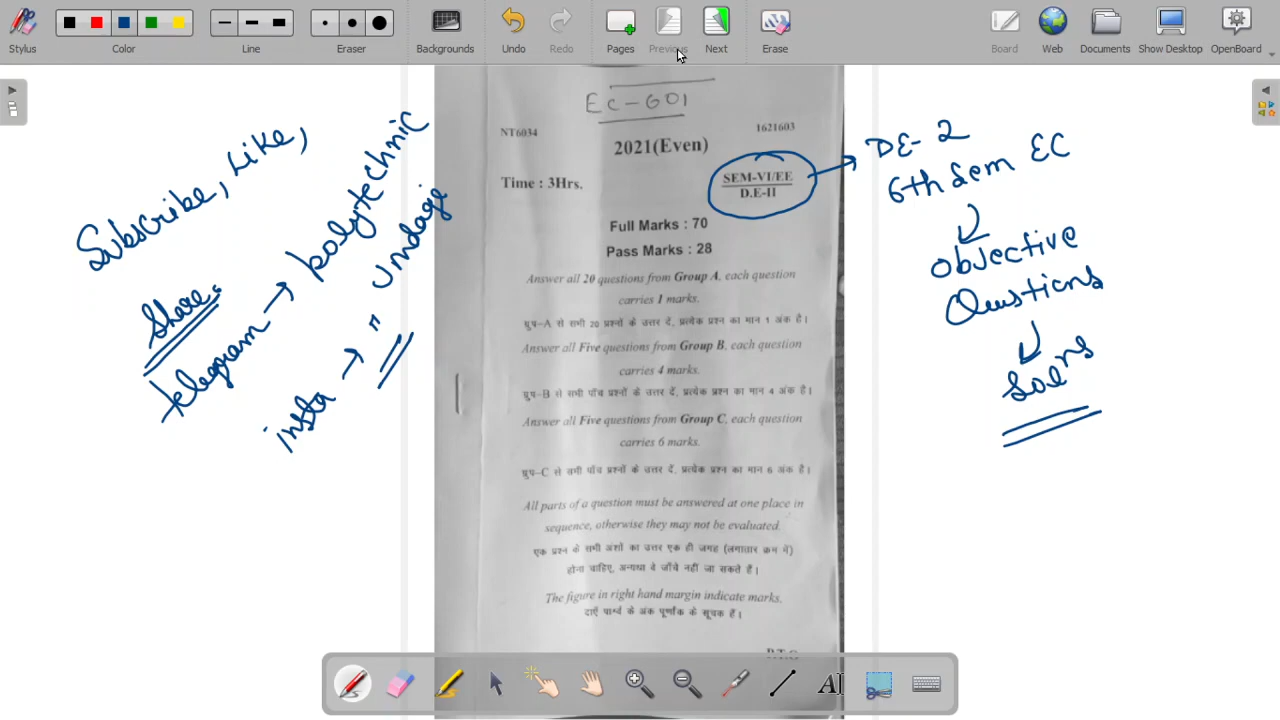 Stylus
Color
Line
Eraser
Backgrounds
Undo
Redo
Pages
Previous
Next
Erase
Board
Web
Documents
Show Desktop
OpenBoard
EC-601
NT6034
1621603
2021(Even)
Time : 3Hrs.
SEM-VI/EE
D.E-II
Full Marks : 70
Pass Marks : 28
Answer all 20 questions from Group A, each question
carries 1 marks.
ग्रुप-A से सभी 20 प्रश्नों के उत्तर दें, प्रत्येक प्रश्न का मान 1 अंक है।
Answer all Five questions from Group B, each question
carries 4 marks.
ग्रुप-B से सभी पाँच प्रश्नों के उत्तर दें, प्रत्येक प्रश्न का मान 4 अंक है।
Answer all Five questions from Group C, each question
carries 6 marks.
ग्रुप-C से सभी पाँच प्रश्नों के उत्तर दें, प्रत्येक प्रश्न का मान 6 अंक है।
All parts of a question must be answered at one place in
sequence, otherwise they may not be evaluated.
एक प्रश्न के सभी अंशों का उत्तर एक ही जगह (लगातार क्रम में)
होना चाहिए, अन्यथा वे जाँचे नहीं जा सकते हैं।
The figure in right hand margin indicate marks.
दाएँ पार्श्व के अंक पूर्णांक के सूचक हैं।
P.T.O
Subscribe, Like,
Share.
telegram → polytechnic
insta → "
DE-2
6th Sem EC
Objective
Questions
Solns